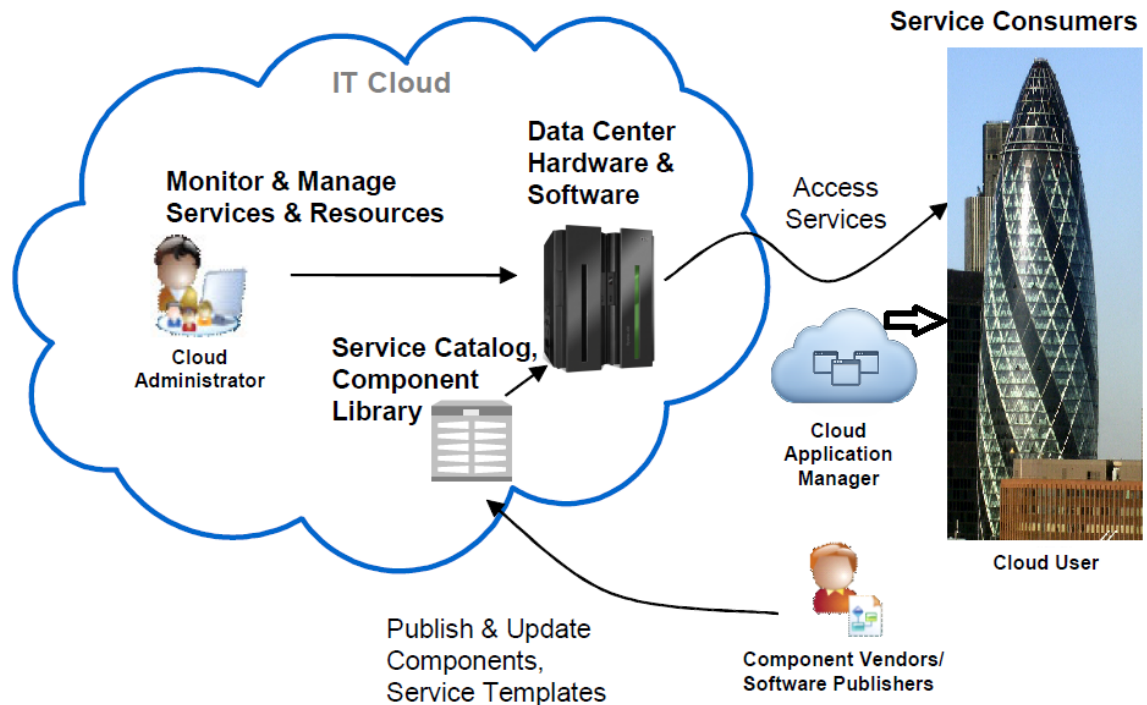 Service Consumers
IT Cloud
Data Center
Hardware &
Software
Monitor & Manage
Services & Resources
Access
Services
Cloud
Administrator
Service Catalog,
Component
Library
Cloud
Application
Manager
Cloud User
Publish & Update
Components,
Service Templates
Component Vendors/
Software Publishers